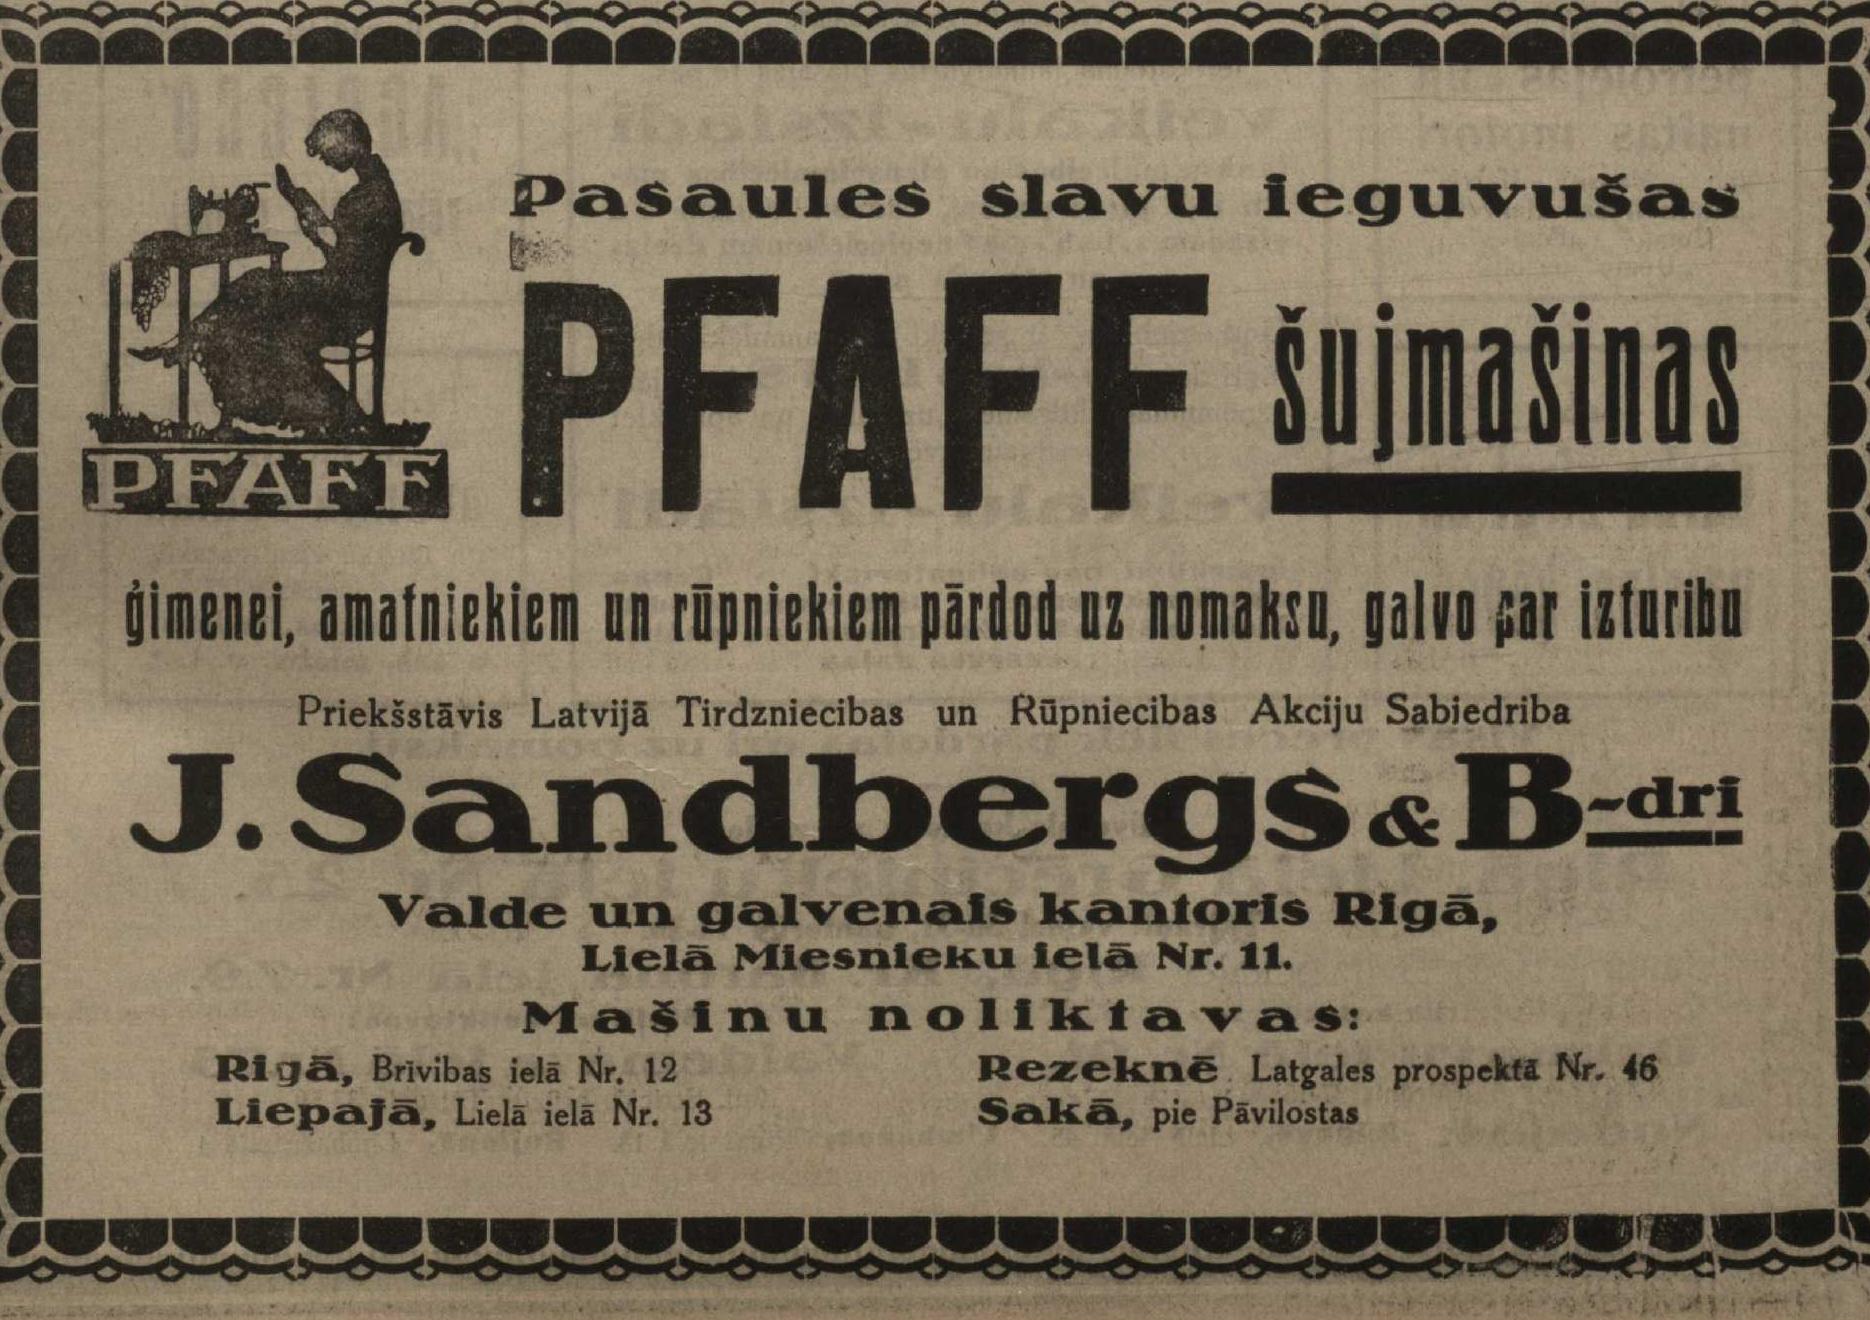 Pasaules slavu ieguvušas
PFAFF šujmašinas
PFAFF
ģimenei, amatniekiem un rūpniekiem pārdod uz nomaksu, galvo par izturibu
Priekšstāvis Latvijā Tirdzniecibas un Rūpniecibas Akciju Sabiedriba
J. Sandbergs & B-dri
Valde un galvenais kantoris Rigā,
Lielā Miesnieku ielā Nr. 11.
Mašinu noliktavas:
Rigā, Brīvibas ielā Nr. 12
Liepajā, Lielā ielā Nr. 13
Rezeknē Latgales prospektā Nr. 46
Sakā, pie Pāvilostas